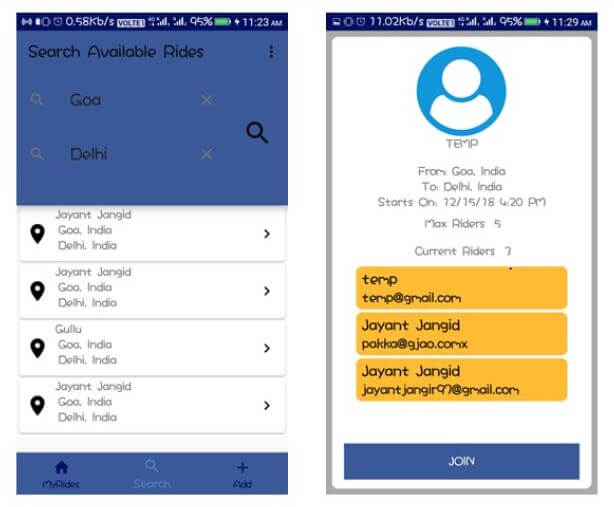 0.58Kb/s VOLTE 95% 11:23 AM
Search Available Rides
Goa
Delhi
Jayant Jangid
Goa, India
Delhi, India
Jayant Jangid
Goa, India
Delhi, India
Gullu
Goa, India
Delhi, India
Jayant Jangid
Goa, India
Delhi, India
MyRides Search Add
11.02Kb/s VOLTE 95% 11:29 AM
TEMP
From: Goa, India
To: Delhi, India
Starts On: 12/15/18 4:20 PM
Max Riders 5
Current Riders 3
temp
temp@gmail.com
Jayant Jangid
pakka@gjao.comx
Jayant Jangid
jayantjangir97@gmail.com
JOIN